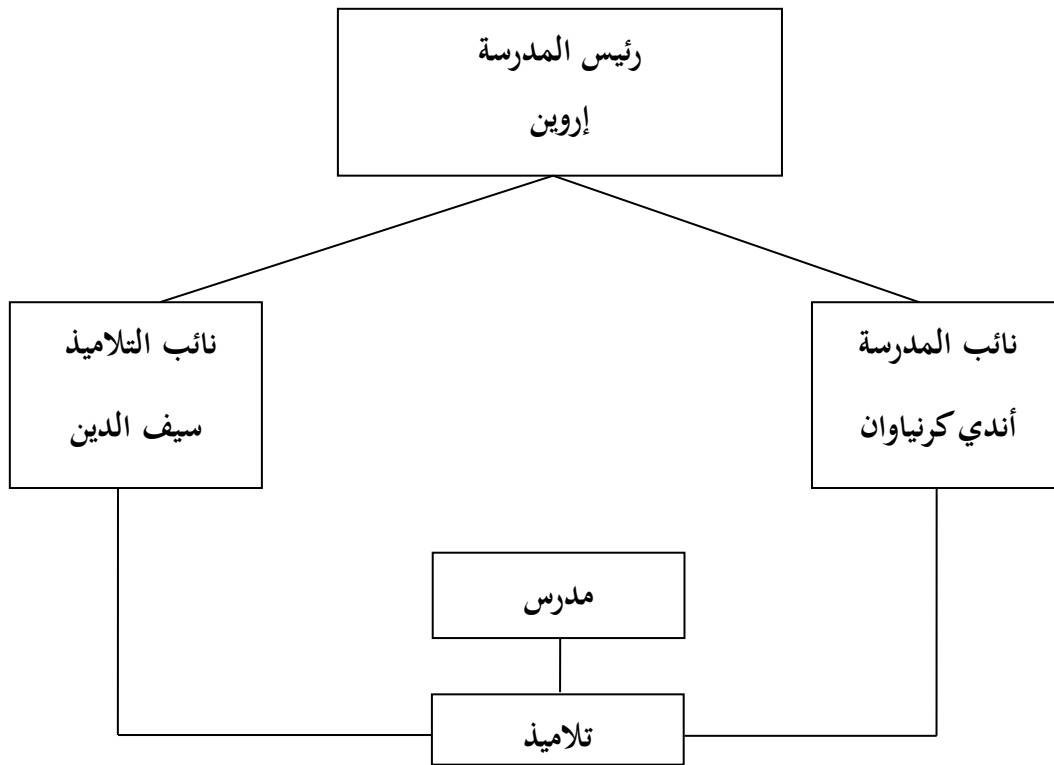 رئيس المدرسة
إروين
نائب المدرسة
أندي كرنياوان
نائب التلاميذ
سيف الدين
مدرس
تلاميذ